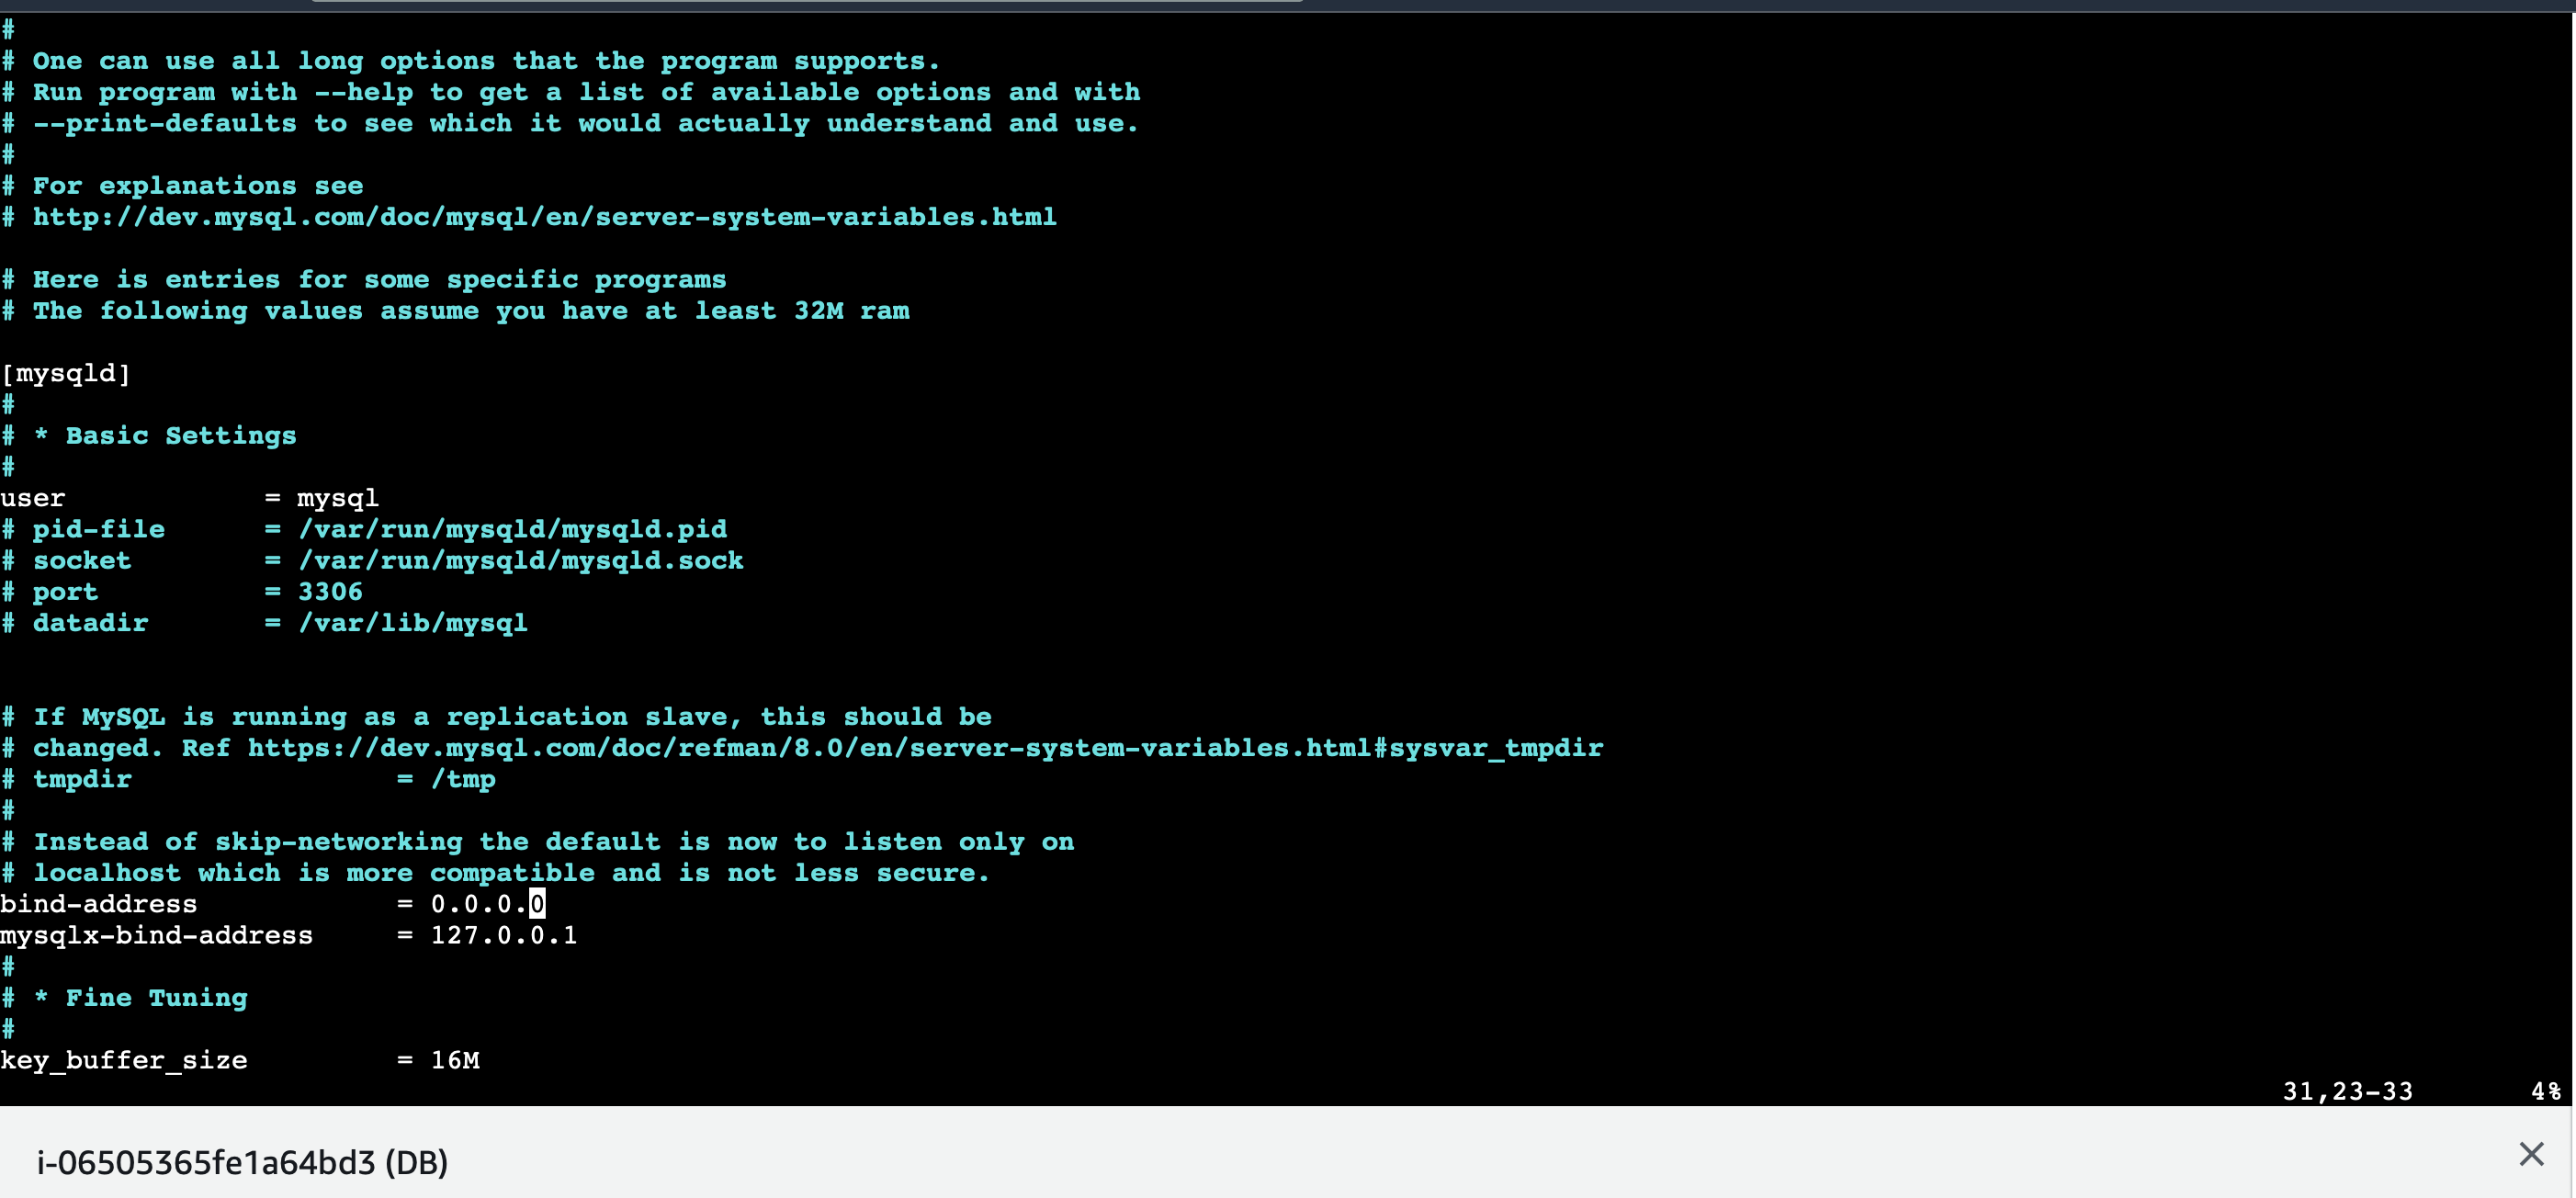 #
# One can use all long options that the program supports.
# Run program with --help to get a list of available options and with
# --print-defaults to see which it would actually understand and use.
#
# For explanations see
# http://dev.mysql.com/doc/mysql/en/server-system-variables.html
# Here is entries for some specific programs
# The following values assume you have at least 32M ram
[mysqld]
#
# * Basic Settings
#
user = mysql
# pid-file = /var/run/mysqld/mysqld.pid
# socket = /var/run/mysqld/mysqld.sock
# port = 3306
# datadir = /var/lib/mysql
# If MySQL is running as a replication slave, this should be
# changed. Ref https://dev.mysql.com/doc/refman/8.0/en/server-system-variables.html#sysvar_tmpdir
# tmpdir = /tmp
#
# Instead of skip-networking the default is now to listen only on
# localhost which is more compatible and is not less secure.
bind-address = 0.0.0.0
mysqlx-bind-address = 127.0.0.1
#
# * Fine Tuning
#
key_buffer_size = 16M
31,23-33 4%
i-06505365fe1a64bd3 (DB)